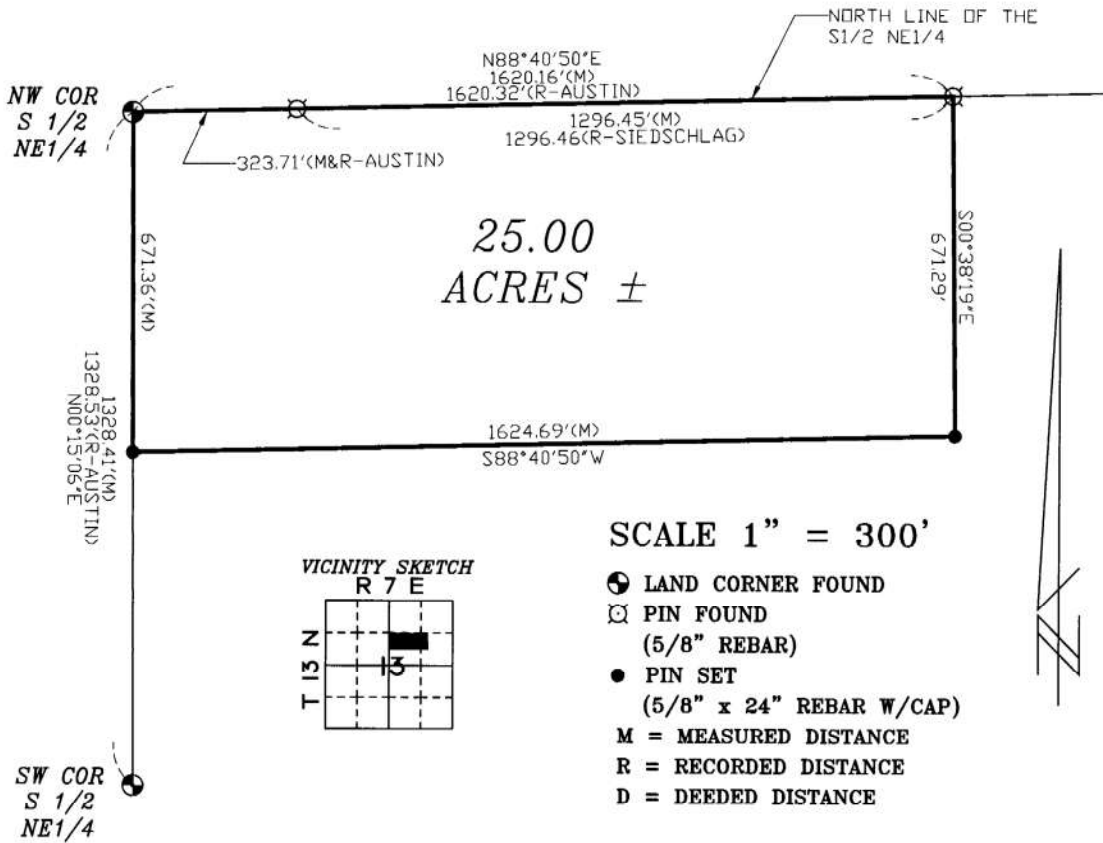 NORTH LINE OF THE
S1/2 NE1/4
N88°40'50"E
1620.16'(M)
1620.32'(R-AUSTIN)
NW COR
S 1/2
NE1/4
1296.45'(M)
1296.46(R-SIEDSCHLAG)
323.71'(M&R-AUSTIN)
25.00
ACRES ±
671.36'(M)
S00°38'19"E
671.29'
1328.41'(M)
1328.53'(R-AUSTIN)
N00°15'06"E
1624.69'(M)
S88°40'50"W
SCALE 1" = 300'
LAND CORNER FOUND
PIN FOUND
(5/8" REBAR)
PIN SET
(5/8" x 24" REBAR W/CAP)
M = MEASURED DISTANCE
R = RECORDED DISTANCE
D = DEEDED DISTANCE
VICINITY SKETCH
R 7 E
T 13 N
13
SW COR
S 1/2
NE1/4
N